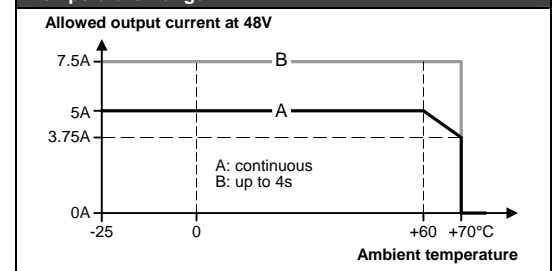 Allowed output current at 48V
7.5A
B
5A
A
3.75A
A: continuous
B: up to 4s
0A
-25
0
+60
+70°C
Ambient temperature